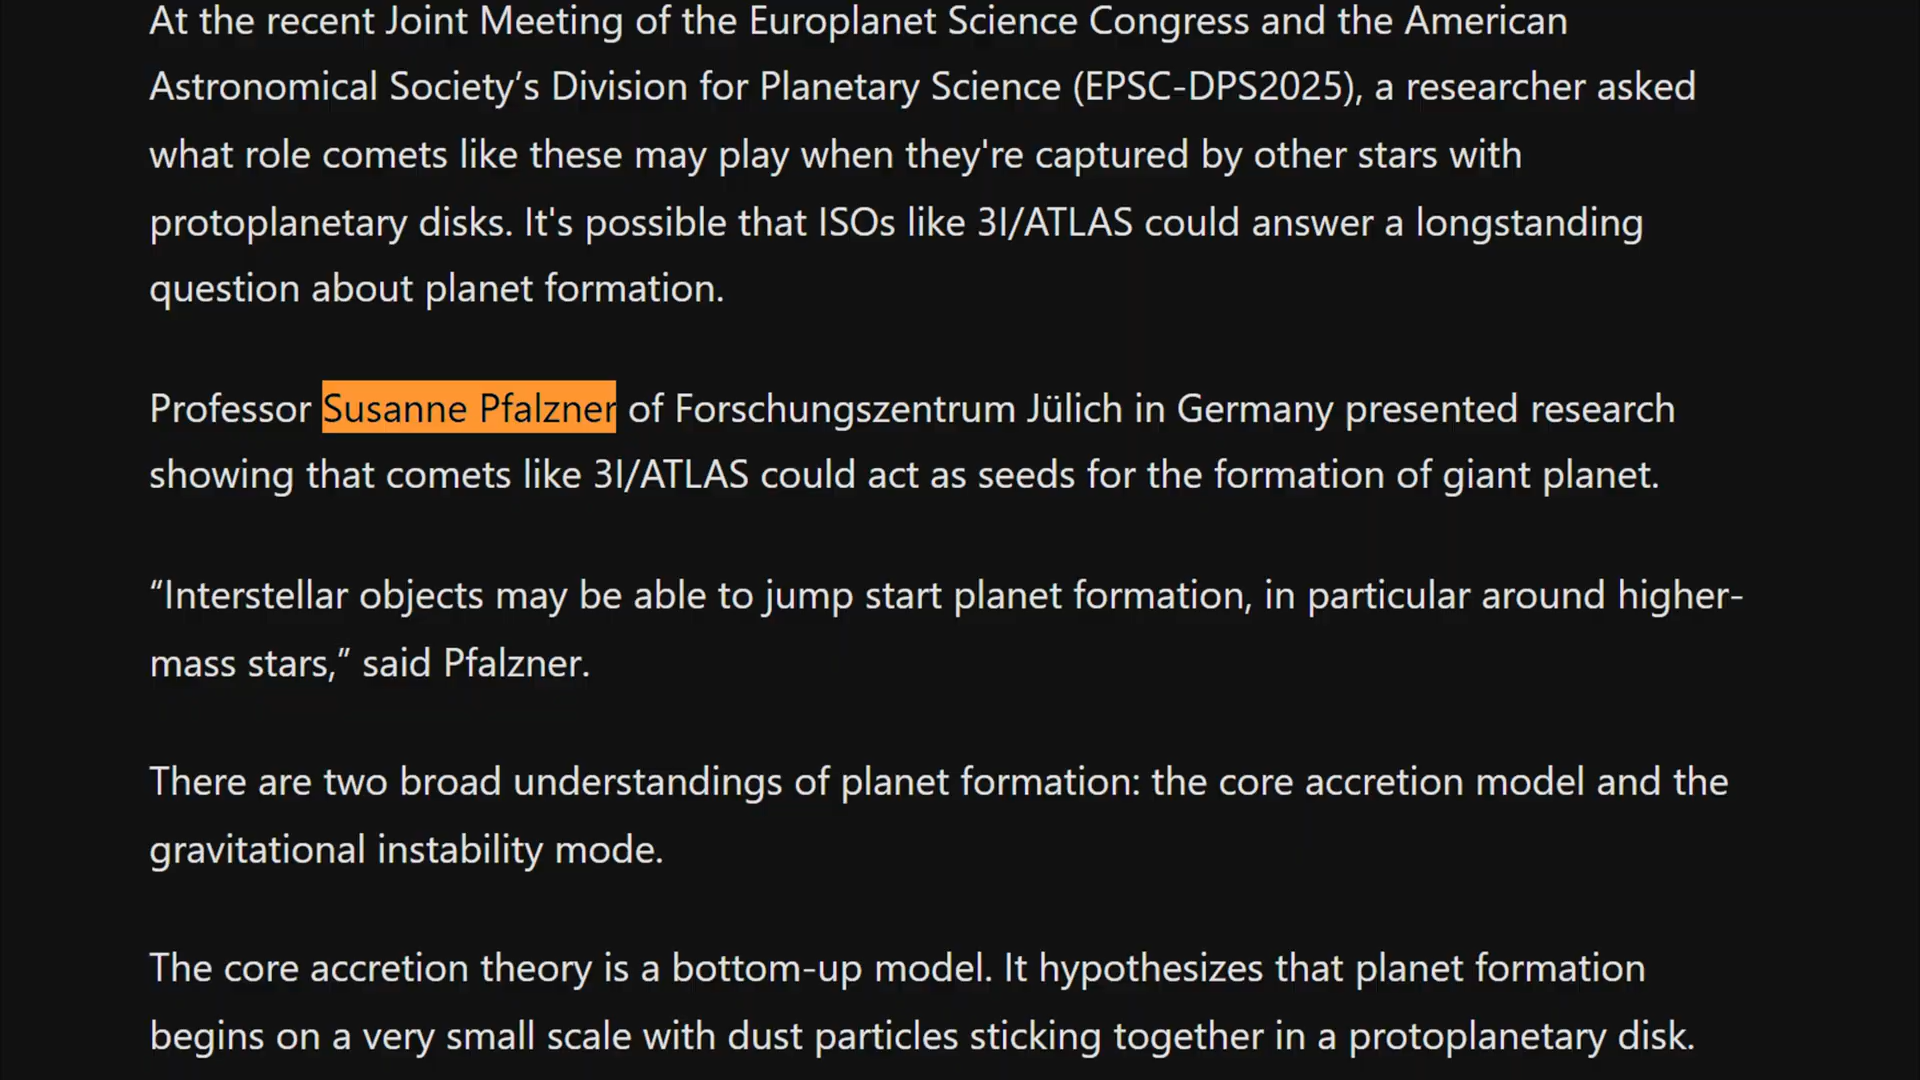 At the recent Joint Meeting of the Europlanet Science Congress and the American
Astronomical Society’s Division for Planetary Science (EPSC-DPS2025), a researcher asked
what role comets like these may play when they're captured by other stars with
protoplanetary disks. It's possible that ISOs like 3I/ATLAS could answer a longstanding
question about planet formation.
Professor Susanne Pfalzner of Forschungszentrum Jülich in Germany presented research
showing that comets like 3I/ATLAS could act as seeds for the formation of giant planet.
“Interstellar objects may be able to jump start planet formation, in particular around higher-
mass stars,” said Pfalzner.
There are two broad understandings of planet formation: the core accretion model and the
gravitational instability mode.
The core accretion theory is a bottom-up model. It hypothesizes that planet formation
begins on a very small scale with dust particles sticking together in a protoplanetary disk.